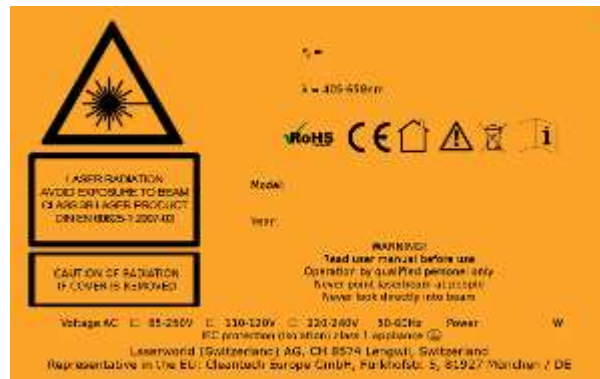 λ = 405-658nm
RoHS CE
LASER RADIATION
AVOID EXPOSURE TO BEAM
CLASS 3B LASER PRODUCT
DIN EN 60825-1:2007-03
Model:
Year:
WARNING!
Read user manual before use
Operation by qualified personel only
Never point laserbeam at people
Never look directly into beam
CAUTION OF RADIATION
IF COVER IS REMOVED
Voltage AC □ 85-250V □ 110-120V □ 220-240V 50-60Hz Power W
IEC protection (isolation) class 1 appliance
Laserworld (Switzerland) AG, CH 8574 Lengwil, Switzerland
Representative in the EU: Cleantech Europe GmbH, Fürkhofstr. 5, 81927 München / DE